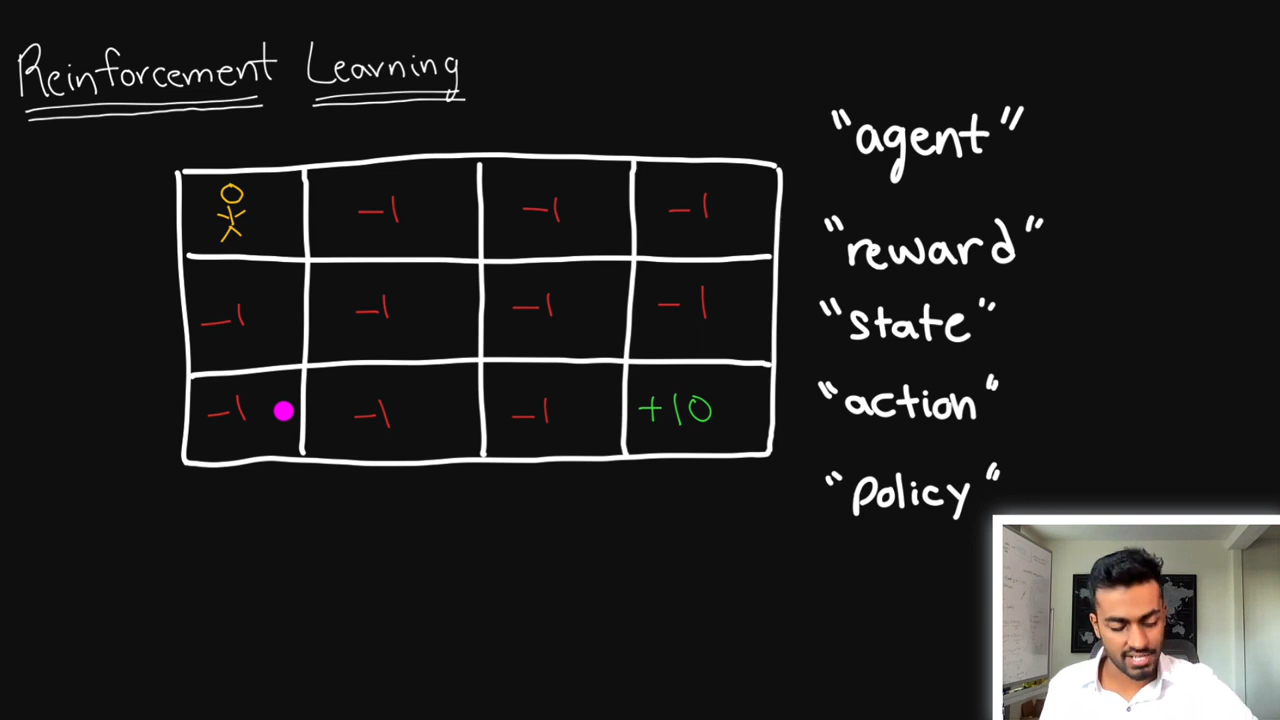 Reinforcement Learning
-1 -1 -1
-1 -1 -1 -1
-1 -1 -1 +10
"agent"
"reward"
"state"
"action"
"policy"